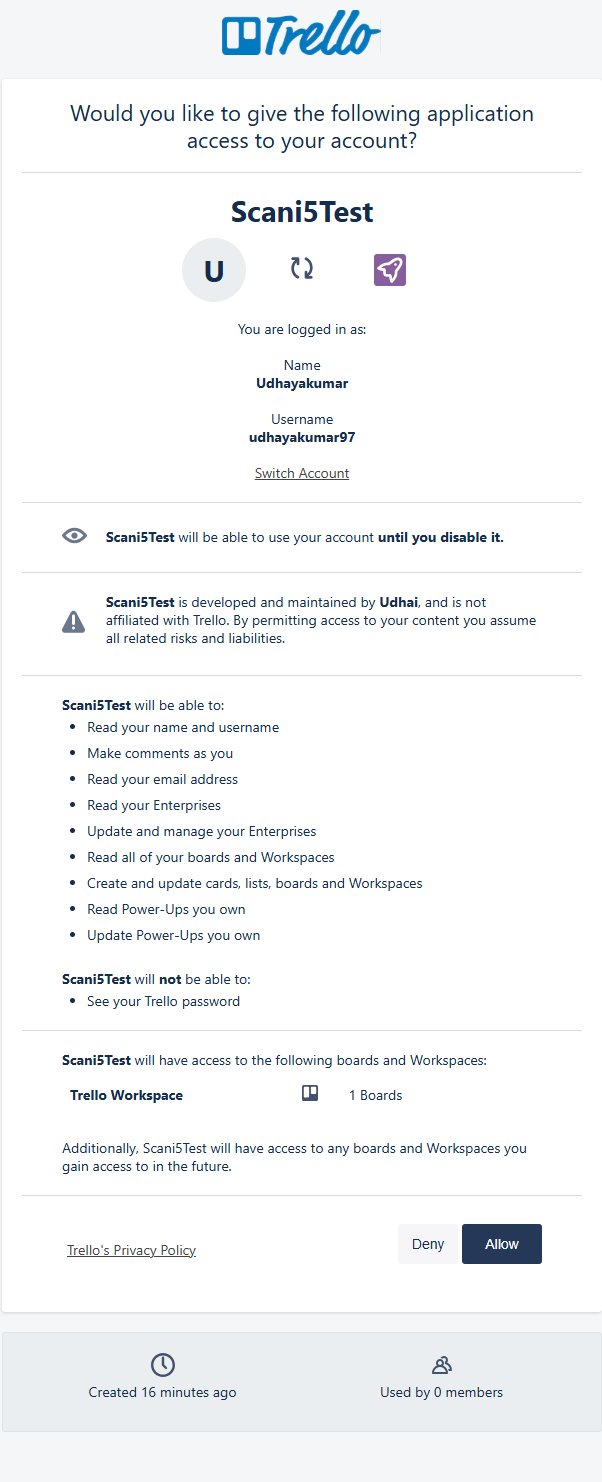 Trello
Would you like to give the following application
access to your account?
Scani5Test
U
You are logged in as:
Name
Udhayakumar
Username
udhayakumar97
Switch Account
Scani5Test will be able to use your account until you disable it.
Scani5Test is developed and maintained by Udhai, and is not
affiliated with Trello. By permitting access to your content you assume
all related risks and liabilities.
Scani5Test will be able to:
• Read your name and username
• Make comments as you
• Read your email address
• Read your Enterprises
• Update and manage your Enterprises
• Read all of your boards and Workspaces
• Create and update cards, lists, boards and Workspaces
• Read Power-Ups you own
• Update Power-Ups you own
Scani5Test will not be able to:
• See your Trello password
Scani5Test will have access to the following boards and Workspaces:
Trello Workspace 1 Boards
Additionally, Scani5Test will have access to any boards and Workspaces you
gain access to in the future.
Trello's Privacy Policy Deny Allow
Created 16 minutes ago Used by 0 members